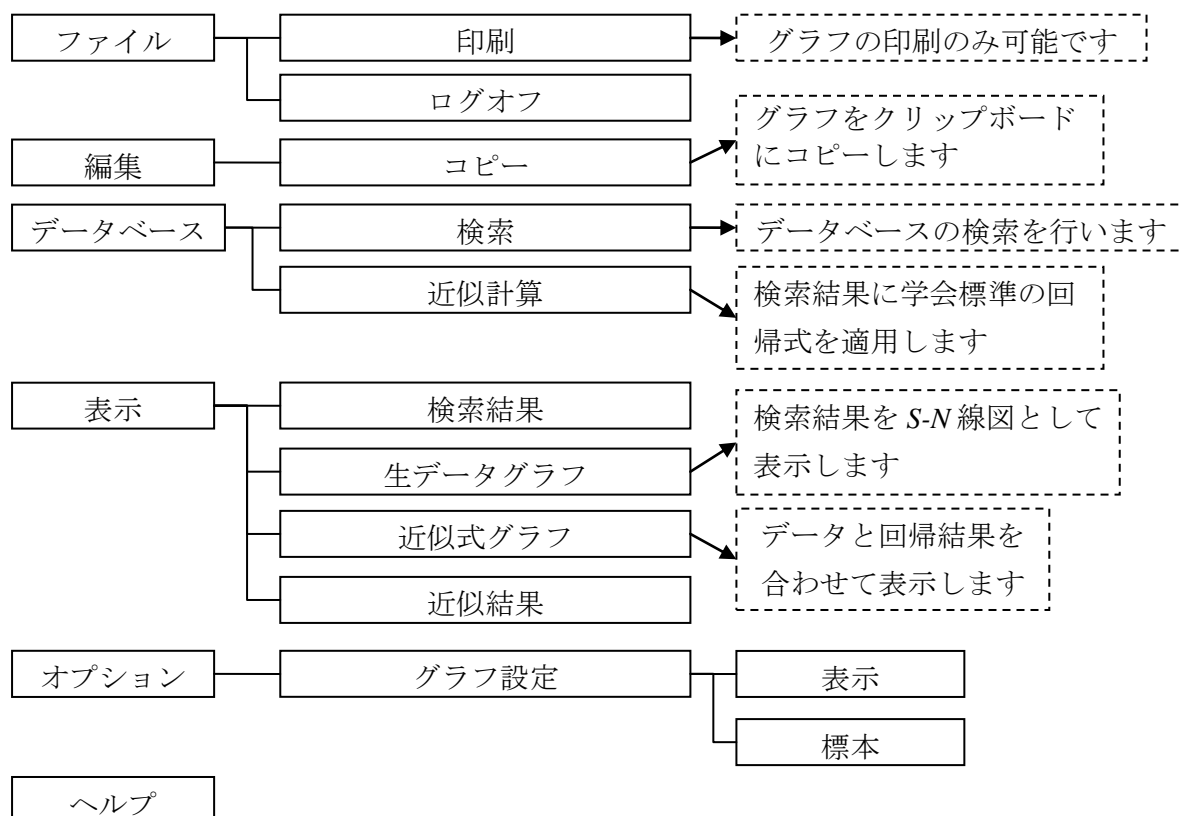 ファイル
印刷
グラフの印刷のみ可能です
ログオフ
編集
コピー
グラフをクリップボード
にコピーします
データベース
検索
データベースの検索を行います
近似計算
検索結果に学会標準の回
帰式を適用します
表示
検索結果
生データグラフ
検索結果を S-N 線図として
表示します
近似式グラフ
データと回帰結果を
合わせて表示します
近似結果
オプション
グラフ設定
表示
標本
ヘルプ